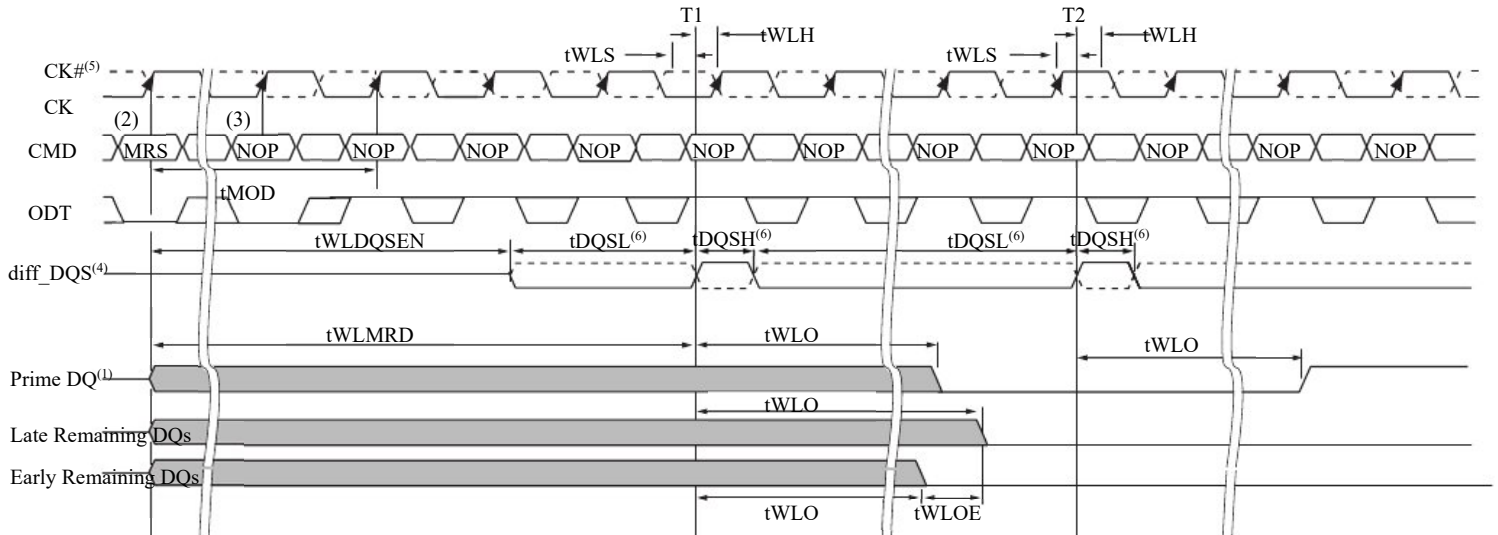 T1 T2
tWLH tWLH
tWLS tWLS
CK#(5)
CK
(2) (3)
CMD MRS NOP NOP NOP NOP NOP NOP NOP NOP NOP NOP NOP
tMOD
ODT
tWLDQSEN tDQSL(6) tDQSH(6) tDQSL(6) tDQSH(6)
diff_DQS(4)
tWLMRD tWLO tWLO
Prime DQ(1)
tWLO
Late Remaining DQs
Early Remaining DQs
tWLO tWLOE